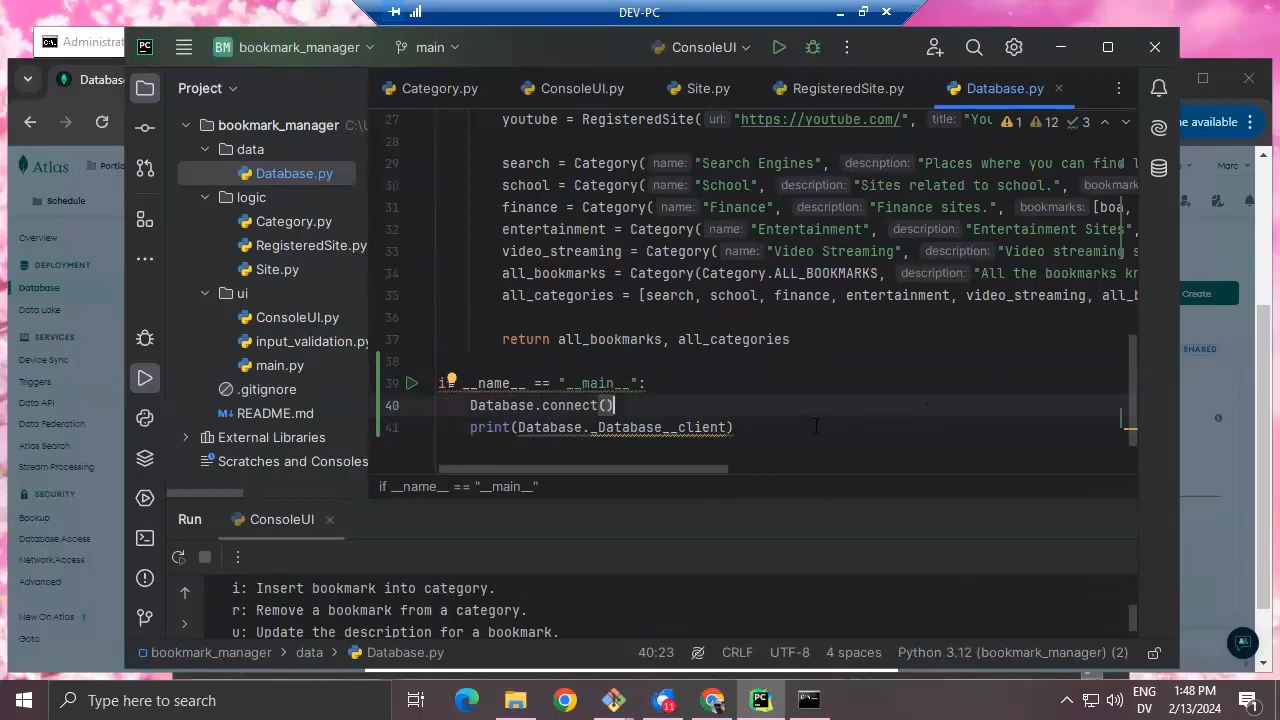 DEV-PC
Administrat
Database
bookmark_manager
BM
main
ConsoleUI
me available
Project
Category.py
ConsoleUI.py
Site.py
RegisteredSite.py
Database.py
bookmark_manager C:\U
data
Database.py
logic
Category.py
RegisteredSite.py
Site.py
ui
ConsoleUI.py
input_validation.py
main.py
.gitignore
README.md
External Libraries
Scratches and Consoles
27 youtube = RegisteredSite( url: "https://youtube.com/", title: "You 1 12 3
28
29 search = Category( name: "Search Engines", description: "Places where you can find l
30 school = Category( name: "School", description: "Sites related to school.", bookmark
31 finance = Category( name: "Finance", description: "Finance sites.", bookmarks: [boa,
32 entertainment = Category( name: "Entertainment", description: "Entertainment Sites",
33 video_streaming = Category( name: "Video Streaming", description: "Video streaming s
34 all_bookmarks = Category(Category.ALL_BOOKMARKS, description: "All the bookmarks kn
35 all_categories = [search, school, finance, entertainment, video_streaming, all_b
36
37 return all_bookmarks, all_categories
38
39 if __name__ == "__main__":
40 Database.connect()
41 print(Database._Database__client)
if __name__ == "__main__"
Run
ConsoleUI
i: Insert bookmark into category.
r: Remove a bookmark from a category.
u: Update the description for a bookmark.
bookmark_manager > data > Database.py
40:23
CRLF
UTF-8
4 spaces
Python 3.12 (bookmark_manager) (2)
Atlas
Portlo
Marc
Schedule
Overview
DEPLOYMENT
Database
Data Lake
SERVICES
Device Sync
Triggers
Data API
Atlas Search
Stream Processing
SECURITY
Backup
Database Access
Network Access
Advanced
New On Atlas
Goto
Create
SHARED
Type here to search
11
ENG
DV
1:48 PM
2/13/2024
1